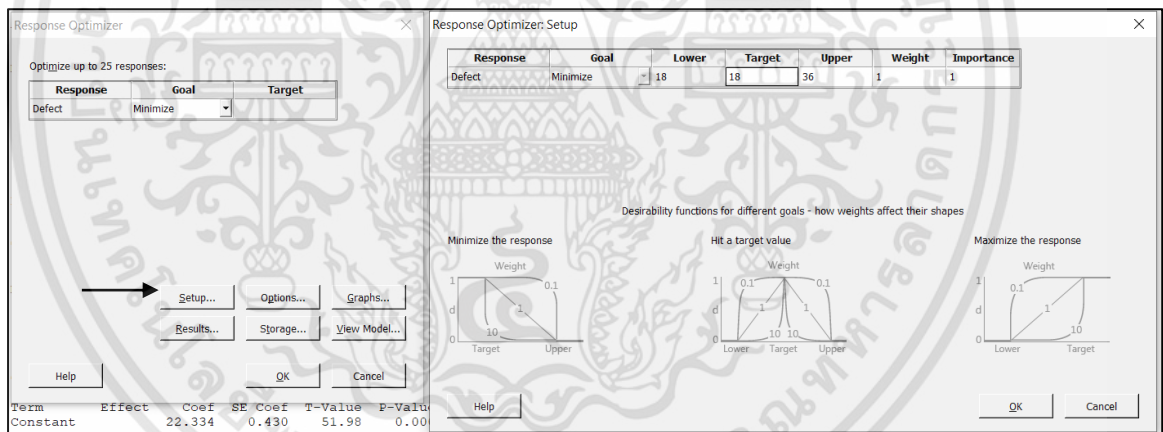 Response Optimizer
Optimize up to 25 responses:
Response Goal Target
Defect Minimize
Setup... Options... Graphs...
Results... Storage... View Model...
Help OK Cancel
Term Effect Coef SE Coef T-Value P-Valu
Constant 22.334 0.430 51.98 0.00
Response Optimizer: Setup
Response Goal Lower Target Upper Weight Importance
Defect Minimize 18 18 36 1 1
Desirability functions for different goals - how weights affect their shapes
Minimize the response
Weight
1
0.1
d
1
10
0
Target Upper
Hit a target value
Weight
1
0.1 0.1
d
1 1
10 10
0
Lower Target Upper
Maximize the response
Weight
1
0.1
d
1
10
0
Lower Target
Help OK Cancel